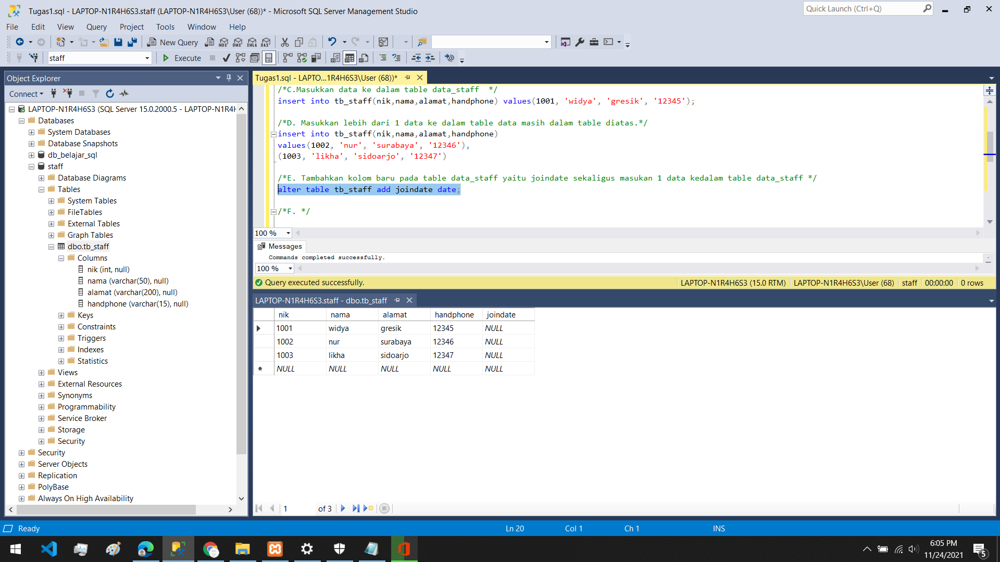 Tugas1.sql - LAPTOP-N1R4H6S3.staff (LAPTOP-N1R4H6S3\User (68))* - Microsoft SQL Server Management Studio
Quick Launch (Ctrl+Q)
File Edit View Query Project Tools Window Help
New Query
MDX DMX XMLA DAX
staff
Execute
Object Explorer
Connect
LAPTOP-N1R4H6S3 (SQL Server 15.0.2000.5 - LAPTOP-N1R4H
Databases
System Databases
Database Snapshots
db_belajar_sql
staff
Database Diagrams
Tables
System Tables
FileTables
External Tables
Graph Tables
dbo.tb_staff
Columns
nik (int, null)
nama (varchar(50), null)
alamat (varchar(200), null)
handphone (varchar(15), null)
Keys
Constraints
Triggers
Indexes
Statistics
Views
External Resources
Synonyms
Programmability
Service Broker
Storage
Security
Security
Server Objects
Replication
PolyBase
Always On High Availability
Tugas1.sql - LAPTO...1R4H6S3\User (68))*
/*C.Masukkan data ke dalam table data_staff  */
insert into tb_staff(nik,nama,alamat,handphone) values(1001, 'widya', 'gresik', '12345');
/*D. Masukkan lebih dari 1 data ke dalam table data masih dalam table diatas.*/
insert into tb_staff(nik,nama,alamat,handphone)
values(1002, 'nur', 'surabaya', '12346'),
(1003, 'likha', 'sidoarjo', '12347')
/*E. Tambahkan kolom baru pada table data_staff yaitu joindate sekaligus masukan 1 data kedalam table data_staff */
alter table tb_staff add joindate date;
/*F. */
100 %
Messages
Commands completed successfully.
100 %
Query executed successfully.
LAPTOP-N1R4H6S3 (15.0 RTM) LAPTOP-N1R4H6S3\User (68) staff 00:00:00 0 rows
LAPTOP-N1R4H6S3.staff - dbo.tb_staff
nik nama alamat handphone joindate
1001 widya gresik 12345 NULL
1002 nur surabaya 12346 NULL
1003 likha sidoarjo 12347 NULL
NULL NULL NULL NULL NULL
1 of 3
Ready
Ln 20 Col 1 Ch 1 INS
6:05 PM
11/24/2021
5